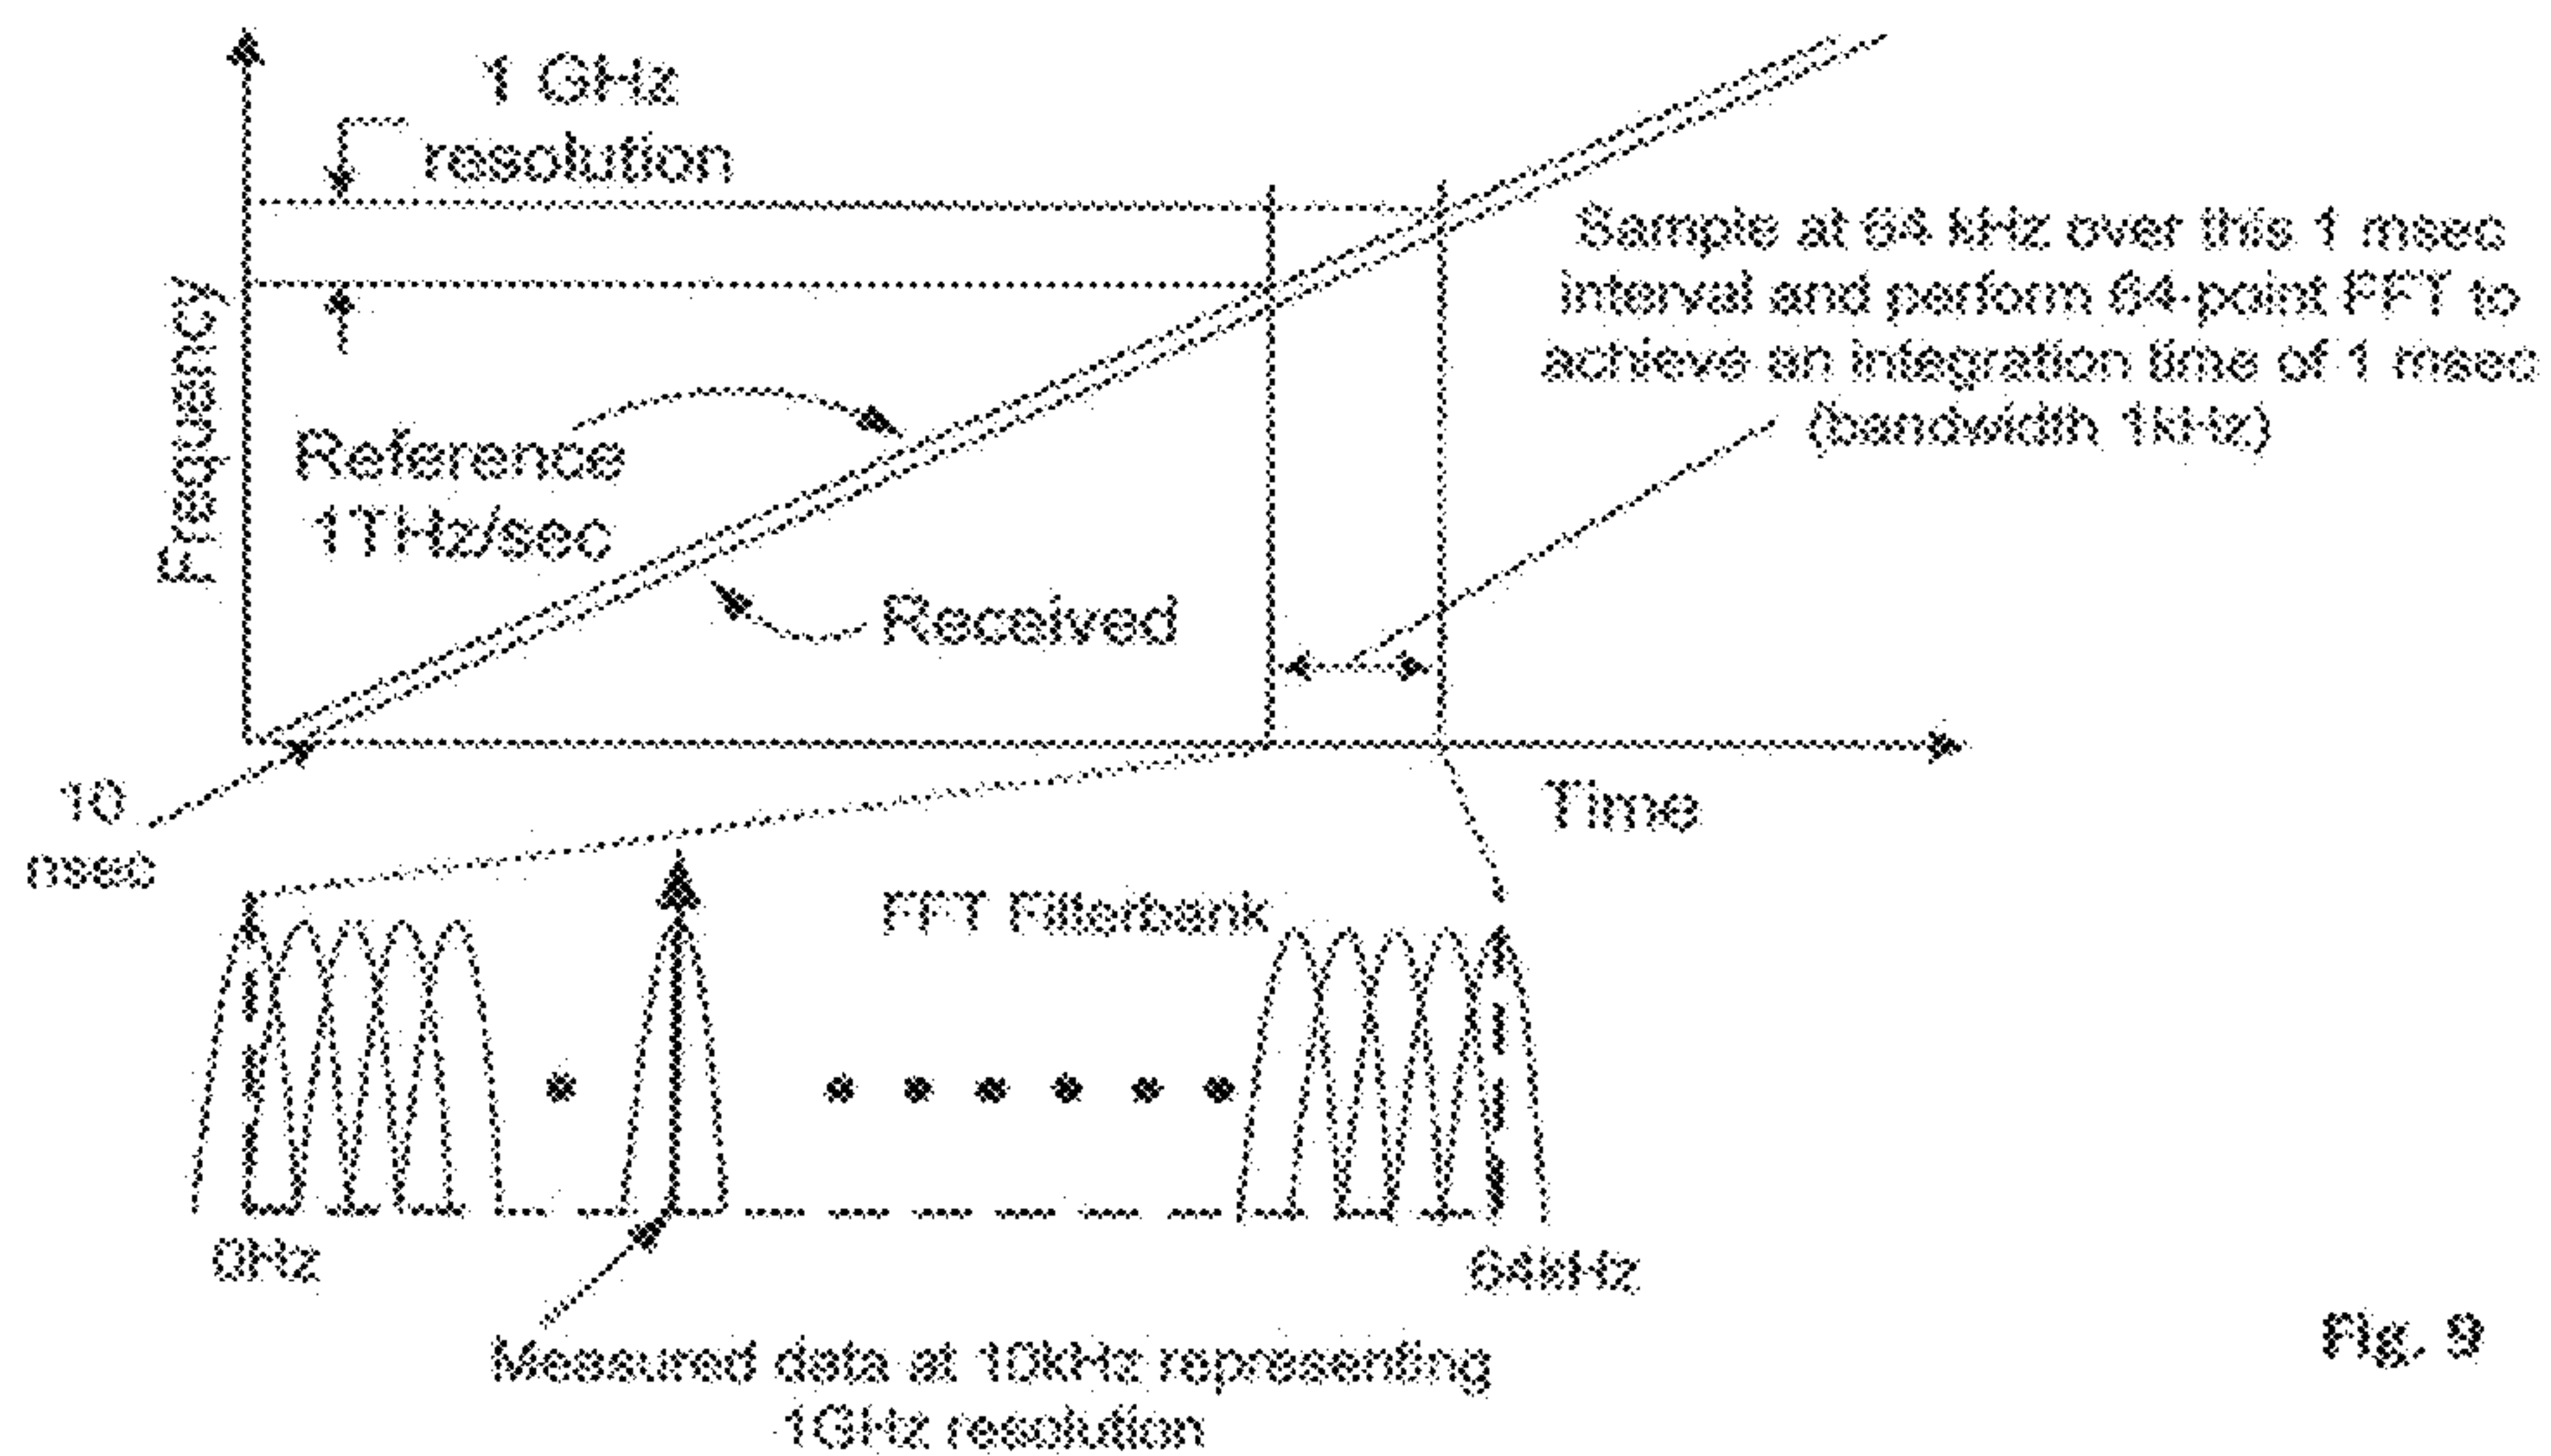 1 GHz
resolution
Frequency
Sample at 64 kHz over this 1 msec
interval and perform 64-point FFT to
achieve an integration time of 1 msec
(bandwidth 1kHz)
Reference
1THz/sec
Received
10
nsec
Time
FFT Filterbank
0Hz
64kHz
Measured data at 10kHz representing
1GHz resolution
Fig. 9